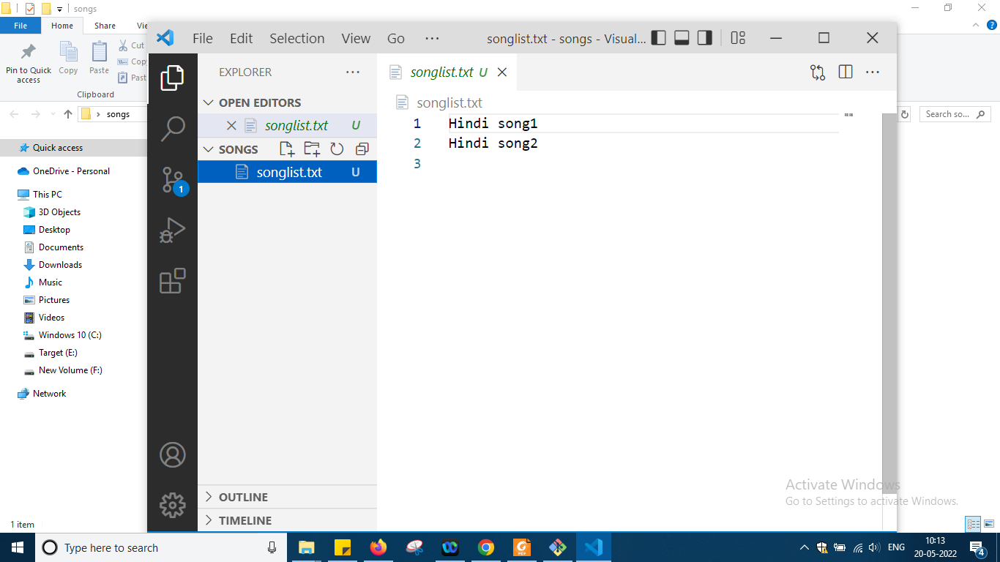 songs
File
Home
Share
Vi
Pin to Quick access
Copy
Paste
Cut
Cop
Past
Clipboard
songs
Search so...
Quick access
OneDrive - Personal
This PC
3D Objects
Desktop
Documents
Downloads
Music
Pictures
Videos
Windows 10 (C:)
Target (E:)
New Volume (F:)
Network
1 item
File Edit Selection View Go ···
songlist.txt - songs - Visual...
EXPLORER ···
OPEN EDITORS
songlist.txt U
SONGS
songlist.txt U
1
OUTLINE
TIMELINE
songlist.txt U
songlist.txt
1 Hindi song1
2 Hindi song2
3
Activate Windows
Go to Settings to activate Windows.
Type here to search
PDF
ENG
10:13
20-05-2022
4